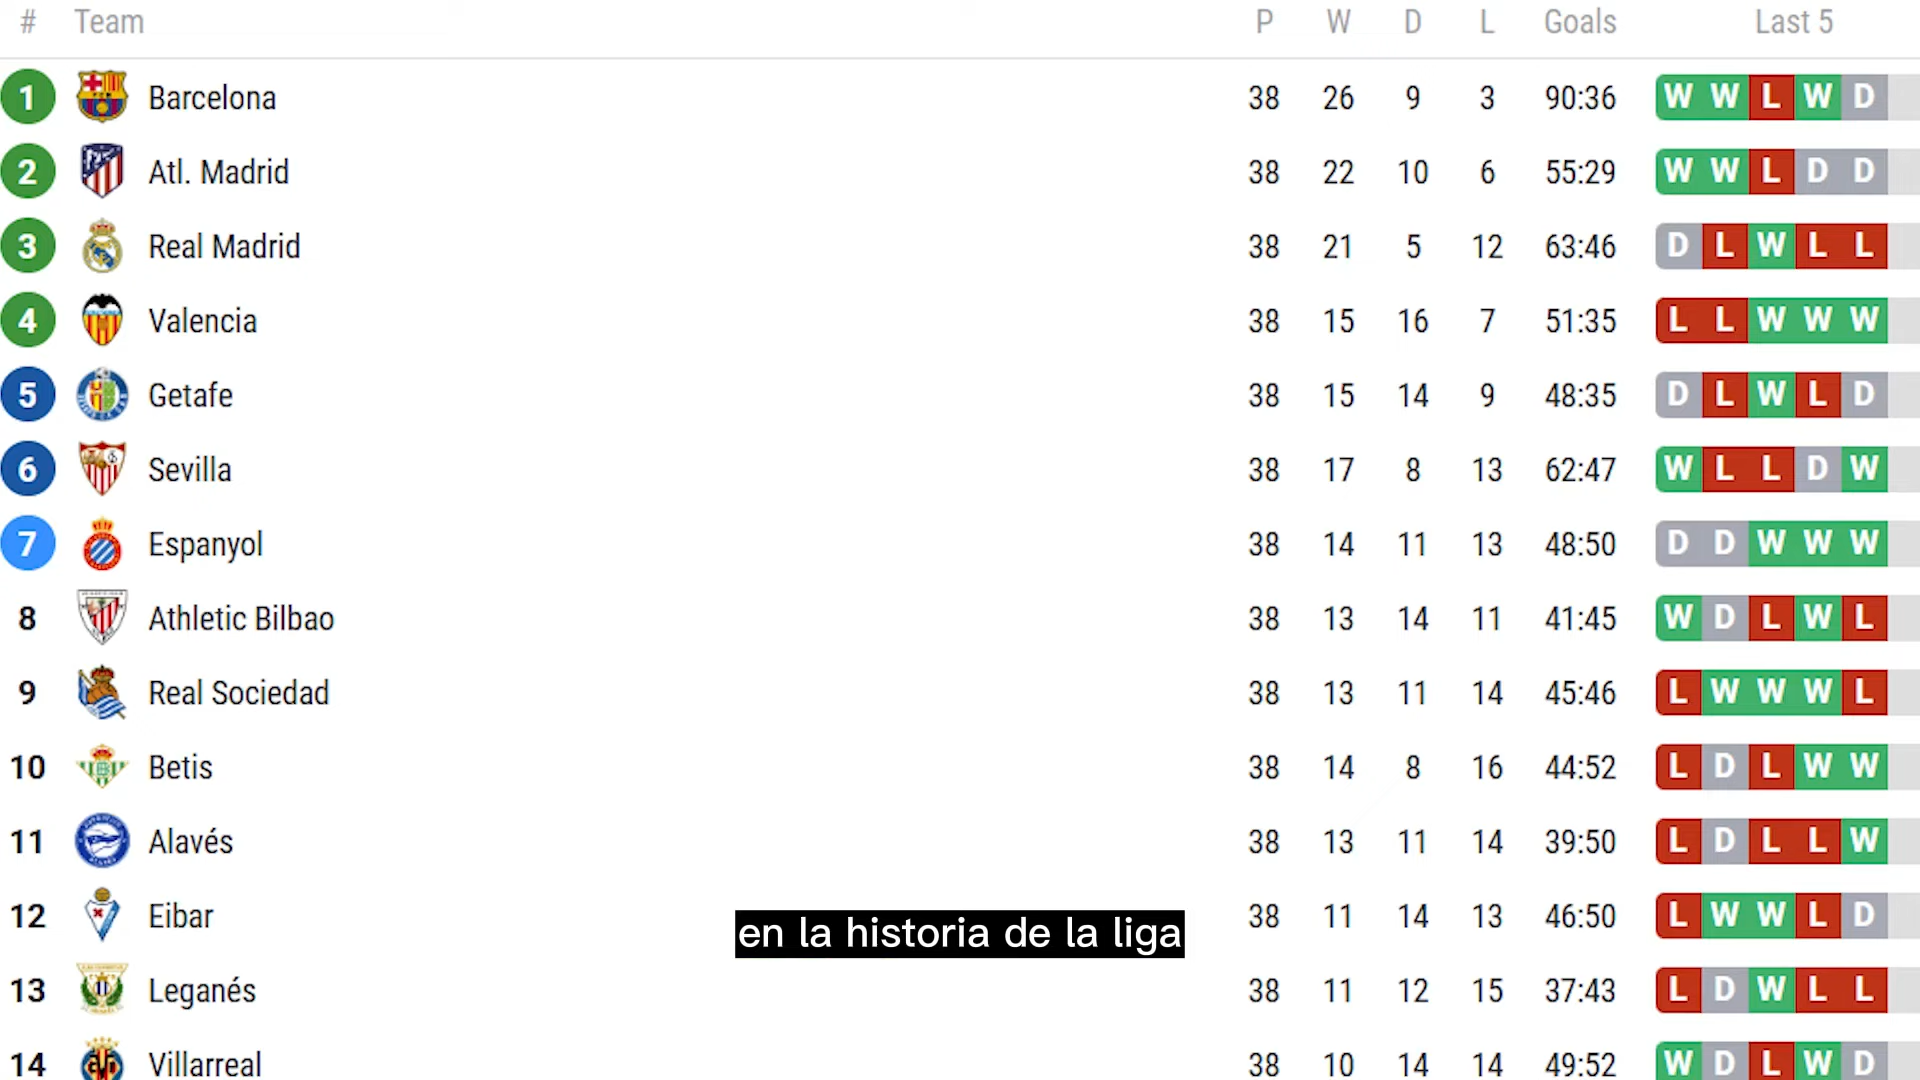 # Team P W D L Goals Last 5
1 Barcelona 38 26 9 3 90:36 W W L W D
2 Atl. Madrid 38 22 10 6 55:29 W W L D D
3 Real Madrid 38 21 5 12 63:46 D L W L L
4 Valencia 38 15 16 7 51:35 L L W W W
5 Getafe 38 15 14 9 48:35 D L W L D
6 Sevilla 38 17 8 13 62:47 W L L D W
7 Espanyol 38 14 11 13 48:50 D D W W W
8 Athletic Bilbao 38 13 14 11 41:45 W D L W L
9 Real Sociedad 38 13 11 14 45:46 L W W W L
10 Betis 38 14 8 16 44:52 L D L W W
11 Alavés 38 13 11 14 39:50 L D L L W
12 Eibar 38 11 14 13 46:50 L W W L D
en la historia de la liga
13 Leganés 38 11 12 15 37:43 L D W L L
14 Villarreal 38 10 14 14 49:52 W D L W D